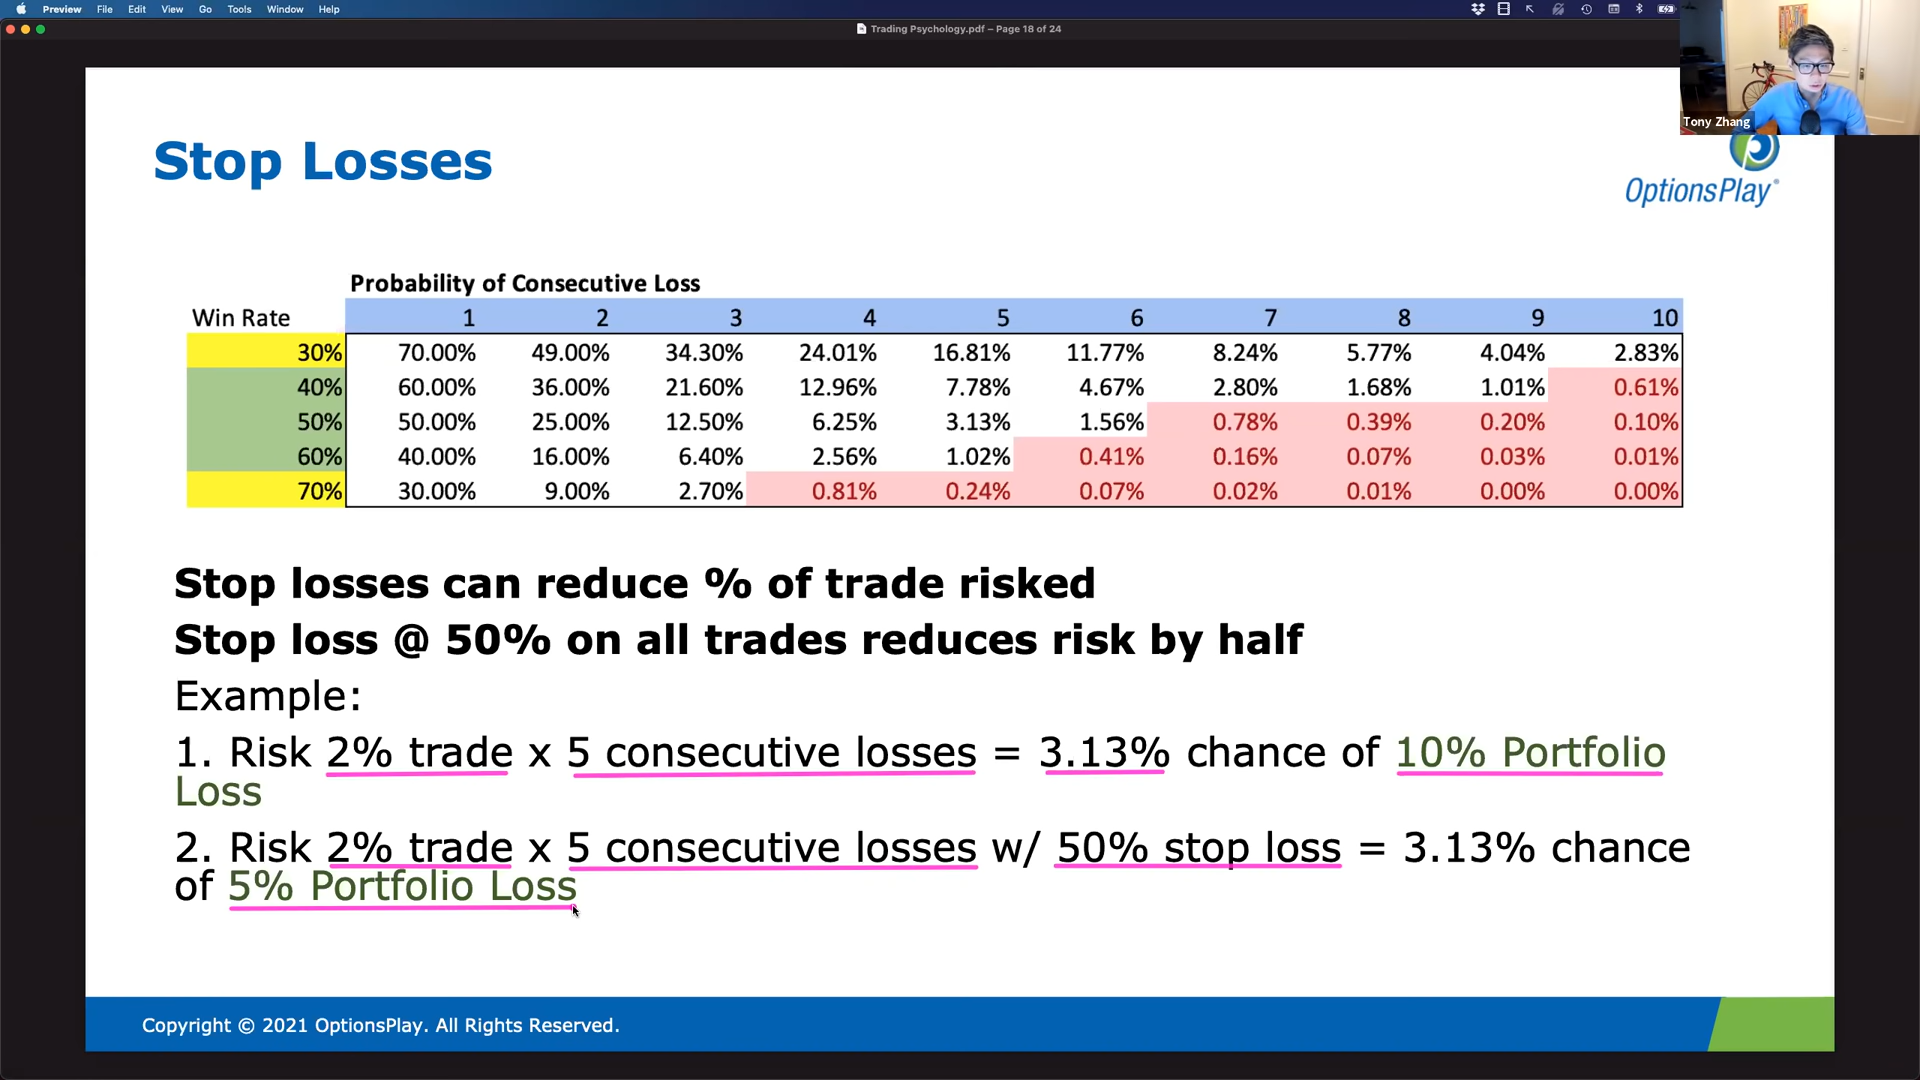 Preview File Edit View Go Tools Window Help
Trading Psychology.pdf – Page 18 of 24
Tony Zhang
Stop Losses
OptionsPlay®
Probability of Consecutive Loss
Win Rate 1 2 3 4 5 6 7 8 9 10
30% 70.00% 49.00% 34.30% 24.01% 16.81% 11.77% 8.24% 5.77% 4.04% 2.83%
40% 60.00% 36.00% 21.60% 12.96% 7.78% 4.67% 2.80% 1.68% 1.01% 0.61%
50% 50.00% 25.00% 12.50% 6.25% 3.13% 1.56% 0.78% 0.39% 0.20% 0.10%
60% 40.00% 16.00% 6.40% 2.56% 1.02% 0.41% 0.16% 0.07% 0.03% 0.01%
70% 30.00% 9.00% 2.70% 0.81% 0.24% 0.07% 0.02% 0.01% 0.00% 0.00%
Stop losses can reduce % of trade risked
Stop loss @ 50% on all trades reduces risk by half
Example:
1. Risk 2% trade x 5 consecutive losses = 3.13% chance of 10% Portfolio
Loss
2. Risk 2% trade x 5 consecutive losses w/ 50% stop loss = 3.13% chance
of 5% Portfolio Loss
Copyright © 2021 OptionsPlay. All Rights Reserved.